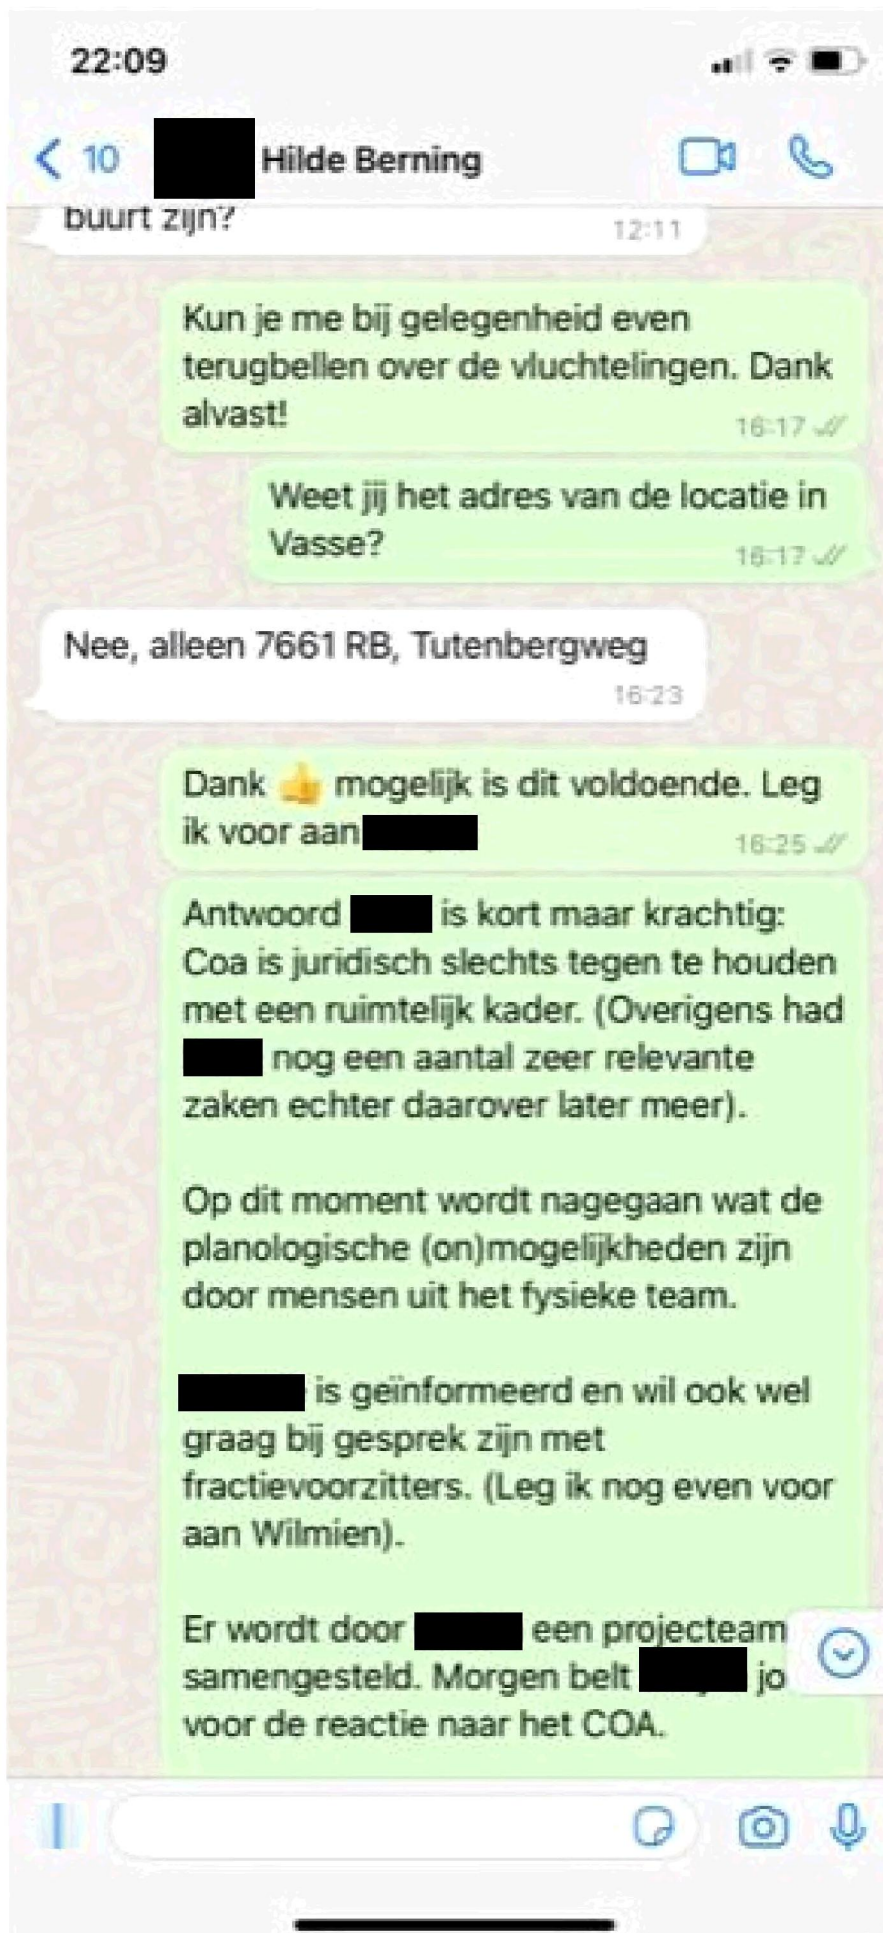 22:09
10 Hilde Berning
buurt zijn?
12:11
Kun je me bij gelegenheid even
terugbellen over de vluchtelingen. Dank
alvast!
16:17
Weet jij het adres van de locatie in
Vasse?
16:17
Nee, alleen 7661 RB, Tutenbergweg
16:23
Dank 👍 mogelijk is dit voldoende. Leg
ik voor aan
16:25
Antwoord is kort maar krachtig:
Coa is juridisch slechts tegen te houden
met een ruimtelijk kader. (Overigens had
nog een aantal zeer relevante
zaken echter daarover later meer).
Op dit moment wordt nagegaan wat de
planologische (on)mogelijkheden zijn
door mensen uit het fysieke team.
is geïnformeerd en wil ook wel
graag bij gesprek zijn met
fractievoorzitters. (Leg ik nog even voor
aan Wilmien).
Er wordt door een projecteam
samengesteld. Morgen belt jo
voor de reactie naar het COA.